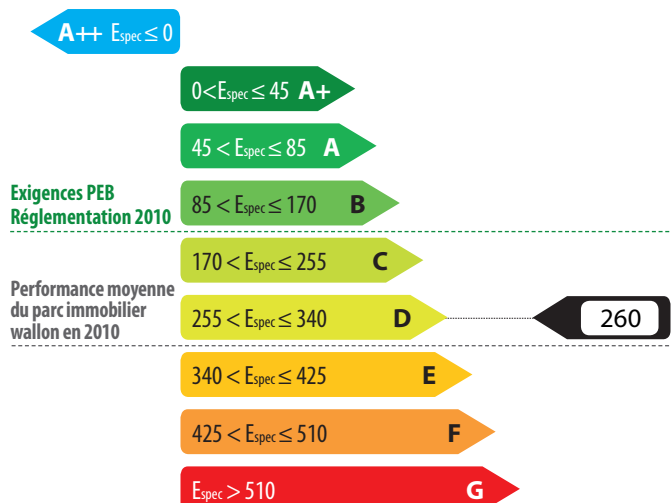 A++ Espec ≤ 0
0<Espec ≤ 45 A+
45 < Espec ≤ 85 A
Exigences PEB
Réglementation 2010
85 < Espec ≤ 170 B
170 < Espec ≤ 255 C
Performance moyenne
du parc immobilier
wallon en 2010
255 < Espec ≤ 340 D
260
340 < Espec ≤ 425 E
425 < Espec ≤ 510 F
Espec > 510 G